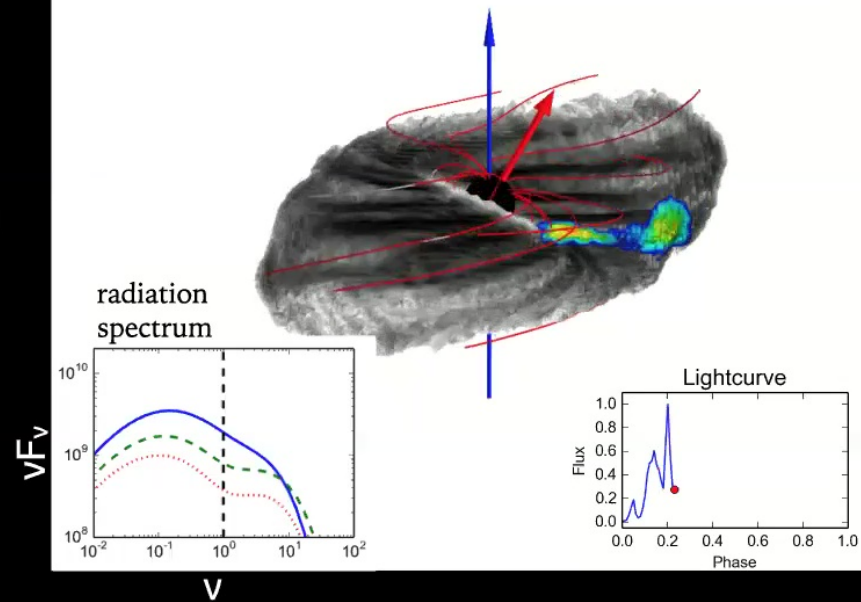 radiation
spectrum
10¹⁰
10⁹
10⁸
νFᵥ
10⁻² 10⁻¹ 10⁰ 10¹ 10²
ν
Lightcurve
1.0
0.8
0.6
0.4
0.2
0.0
Flux
0.0 0.2 0.4 0.6 0.8 1.0
Phase